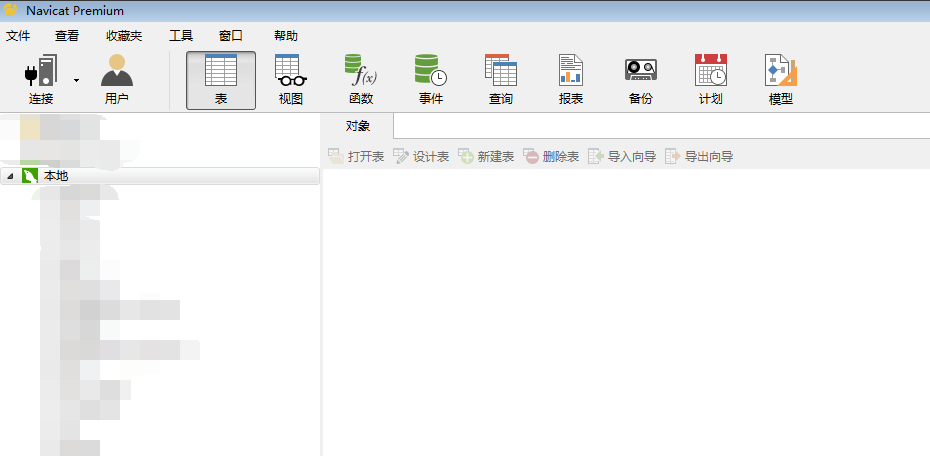 Navicat Premium
文件 查看 收藏夹 工具 窗口 帮助
f(x)
连接 用户 表 视图 函数 事件 查询 报表 备份 计划 模型
对象
打开表 设计表 新建表 删除表 导入向导 导出向导
本地